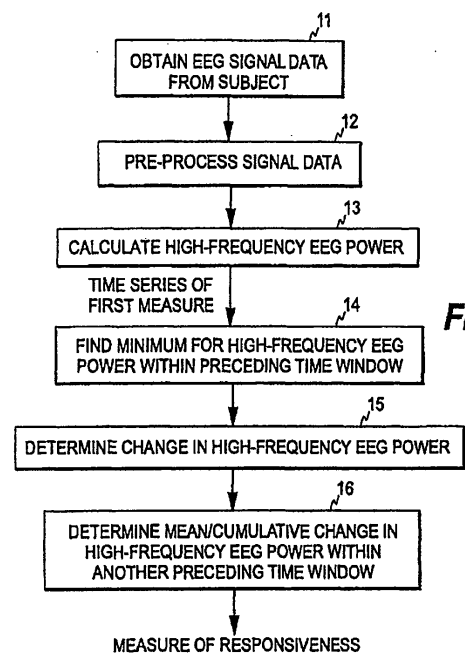 11
OBTAIN EEG SIGNAL DATA
FROM SUBJECT
12
PRE-PROCESS SIGNAL DATA
13
CALCULATE HIGH-FREQUENCY EEG POWER
TIME SERIES OF
FIRST MEASURE
14
FIND MINIMUM FOR HIGH-FREQUENCY EEG
POWER WITHIN PRECEDING TIME WINDOW
15
DETERMINE CHANGE IN HIGH-FREQUENCY EEG POWER
16
DETERMINE MEAN/CUMULATIVE CHANGE IN
HIGH-FREQUENCY EEG POWER WITHIN
ANOTHER PRECEDING TIME WINDOW
MEASURE OF RESPONSIVENESS